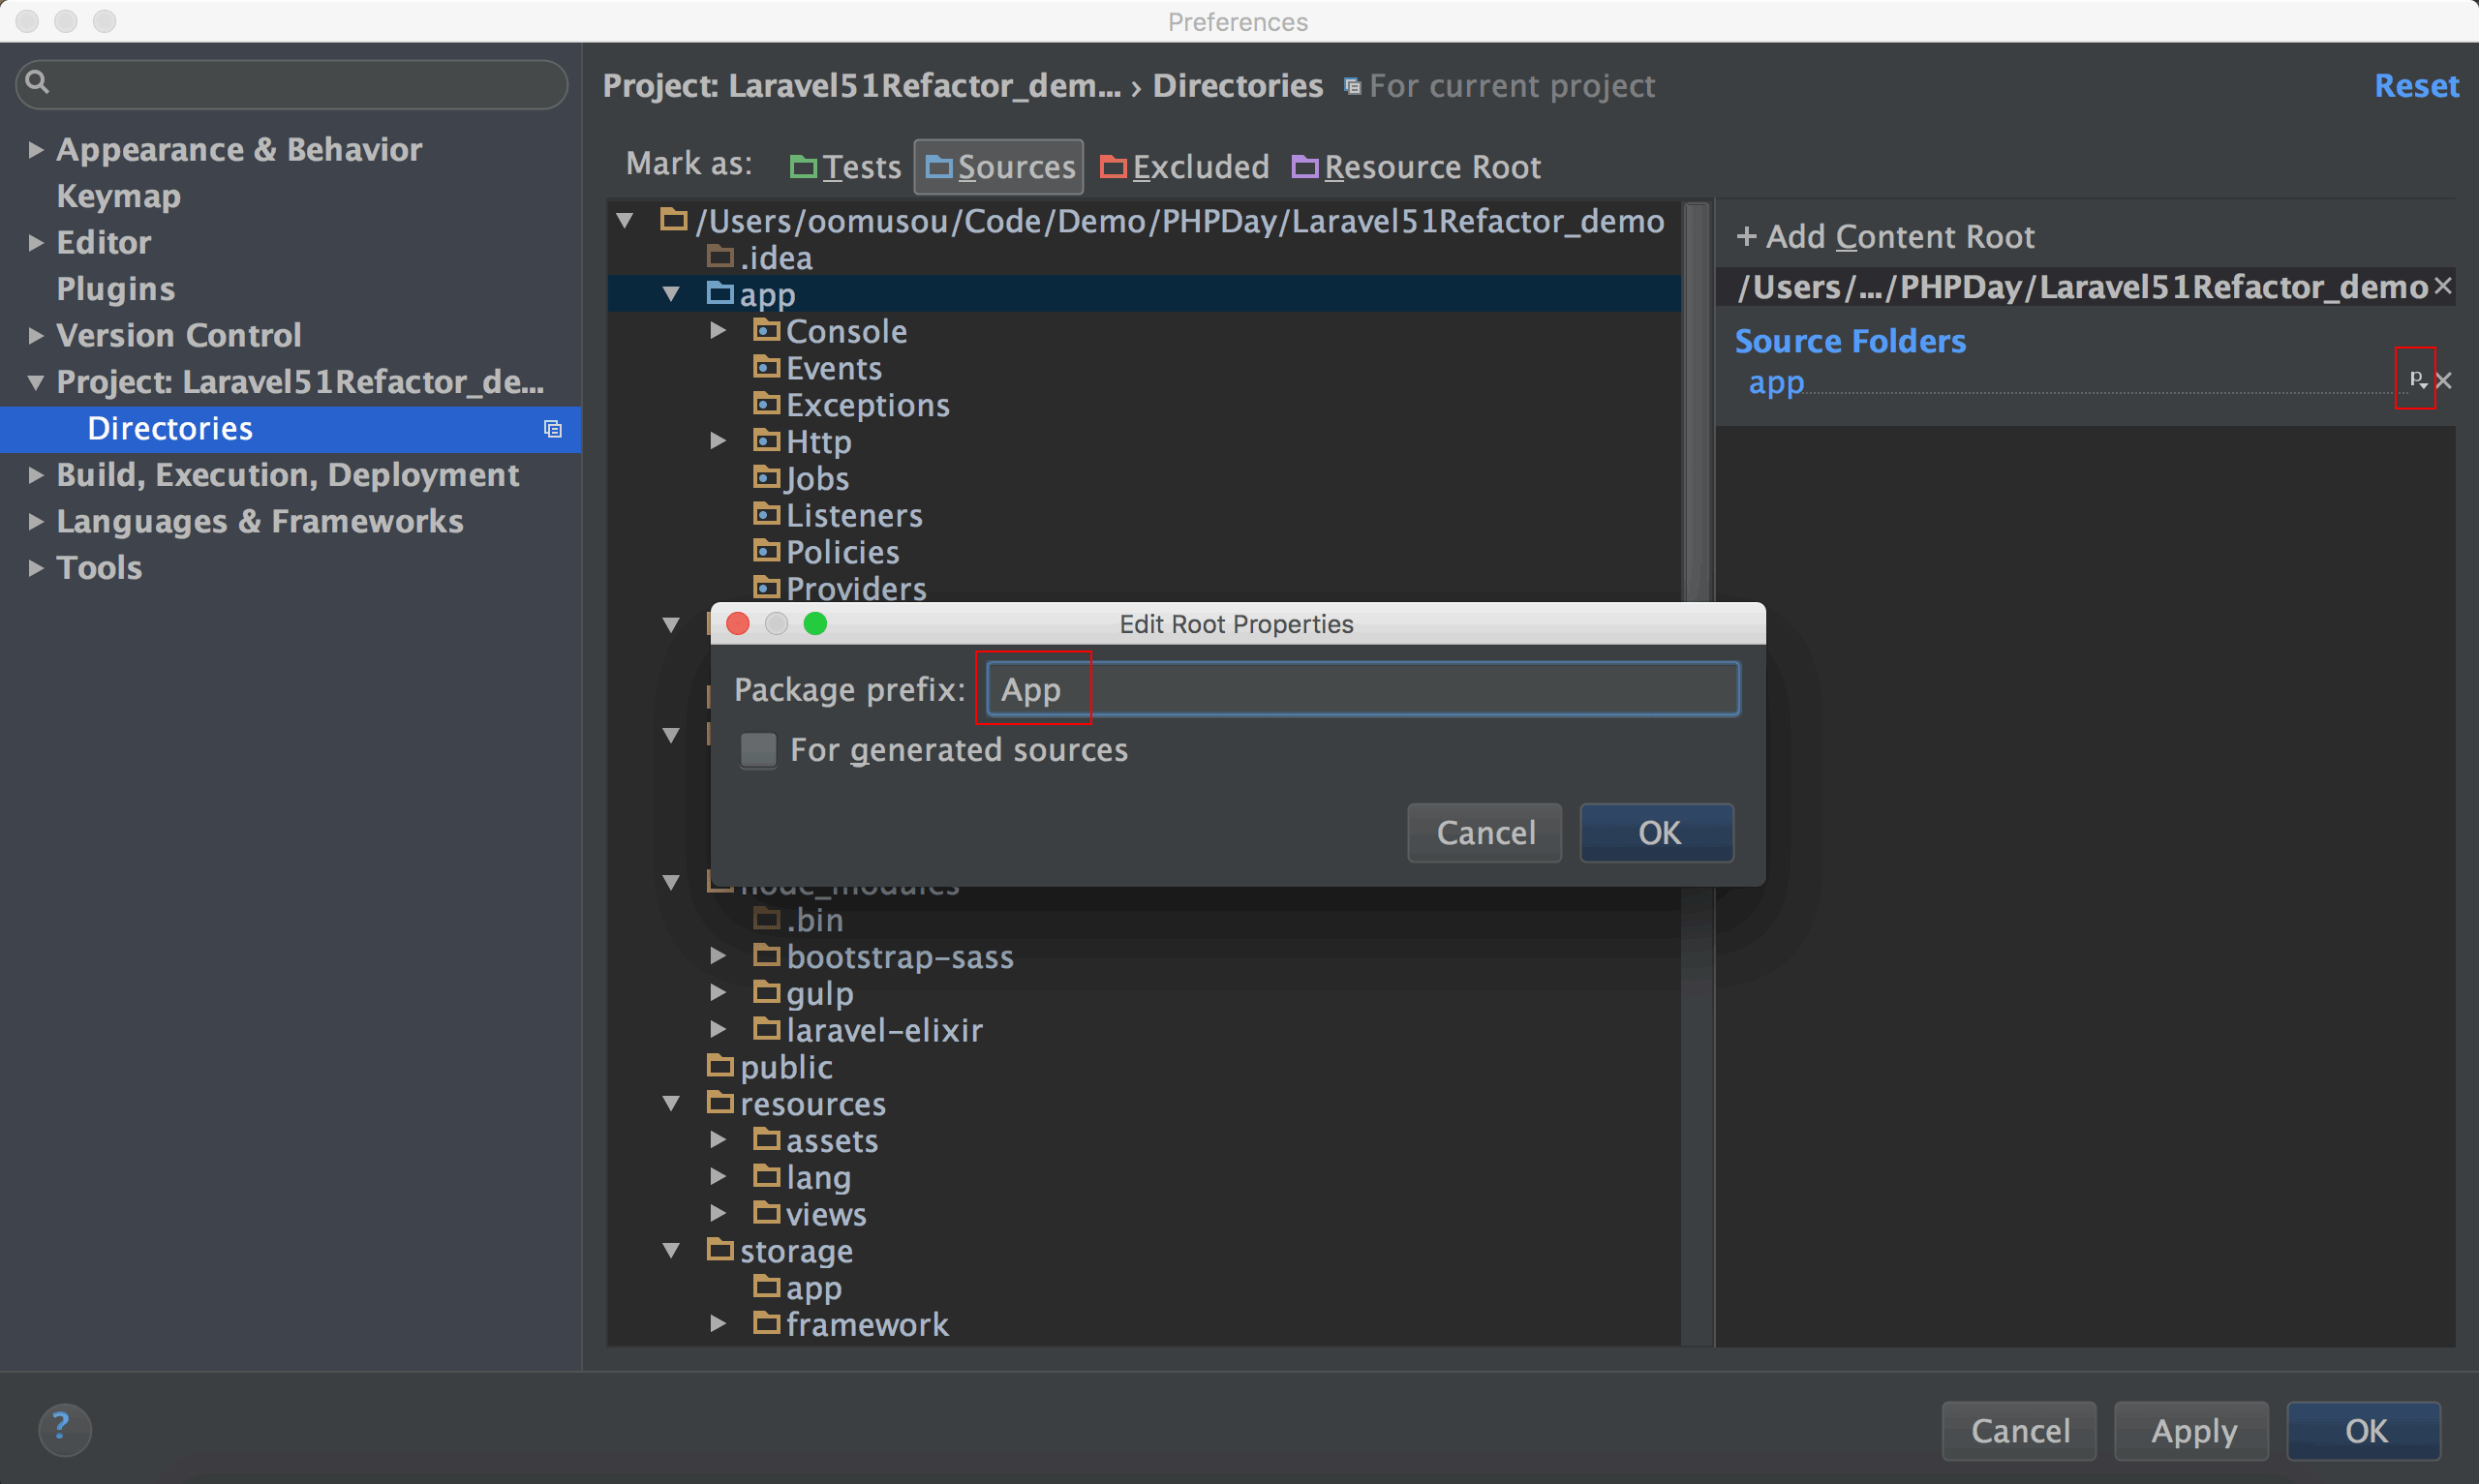 Preferences
Project: Laravel51Refactor_dem... › Directories For current project Reset
Appearance & Behavior
Keymap
Editor
Plugins
Version Control
Project: Laravel51Refactor_de...
Directories
Build, Execution, Deployment
Languages & Frameworks
Tools
Mark as: Tests Sources Excluded Resource Root
/Users/oomusou/Code/Demo/PHPDay/Laravel51Refactor_demo
.idea
app
Console
Events
Exceptions
Http
Jobs
Listeners
Policies
Providers
node_modules
.bin
bootstrap-sass
gulp
laravel-elixir
public
resources
assets
lang
views
storage
app
framework
+ Add Content Root
/Users/.../PHPDay/Laravel51Refactor_demo
Source Folders
app P
Edit Root Properties
Package prefix: App
For generated sources
Cancel OK
? Cancel Apply OK